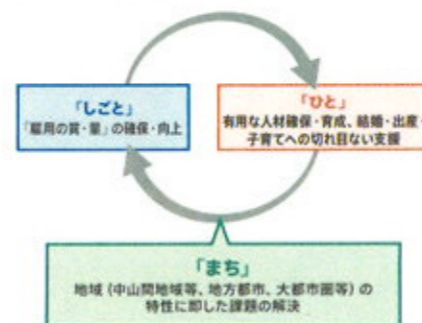 「しごと」
「雇用の質・量」の確保・向上
「ひと」
有用な人材確保・育成、結婚・出産・
子育てへの切れ目ない支援
「まち」
地域（中山間地域等、地方都市、大都市圏等）の
特性に即した課題の解決